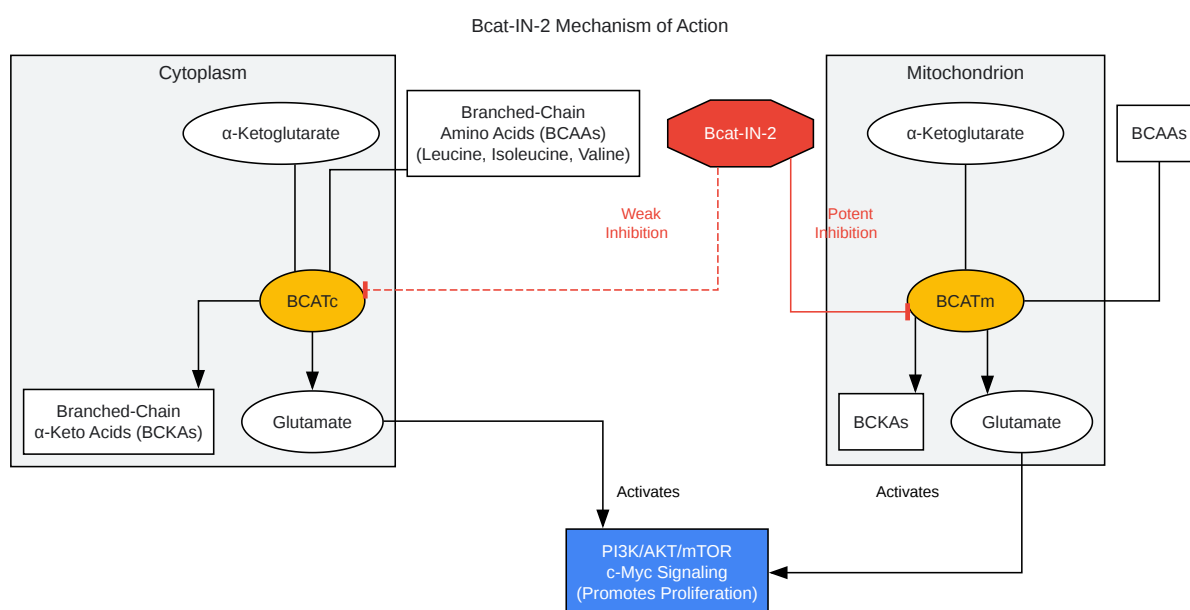 Bcat-IN-2 Mechanism of Action
Cytoplasm
α-Ketoglutarate
Branched-Chain
Amino Acids (BCAAs)
(Leucine, Isoleucine, Valine)
Bcat-IN-2
Mitochondrion
α-Ketoglutarate
BCAAs
Weak
Inhibition
Potent
Inhibition
BCATc
BCATm
Branched-Chain
α-Keto Acids (BCKAs)
Glutamate
BCKAs
Glutamate
Activates
Activates
PI3K/AKT/mTOR
c-Myc Signaling
(Promotes Proliferation)